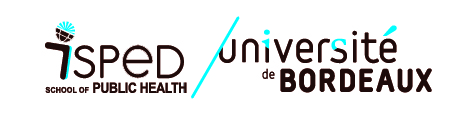 ISPED
SCHOOL OF PUBLIC HEALTH
université
de BORDEAUX